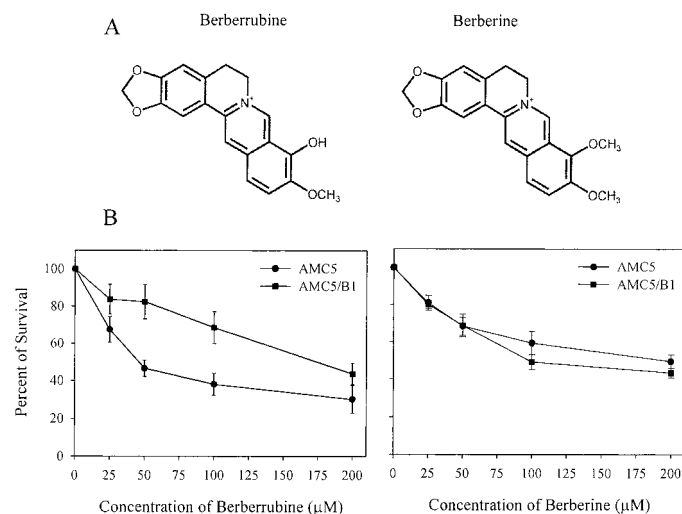 A
Berberrubine
Berberine
O
O
N+
OH
OCH3
O
O
N+
OCH3
OCH3
B
Percent of Survival
100
80
60
40
20
0
AMC5
AMC5/B1
0 25 50 75 100 125 150 175 200
Concentration of Berberrubine (μM)
AMC5
AMC5/B1
0 25 50 75 100 125 150 175 200
Concentration of Berberine (μM)